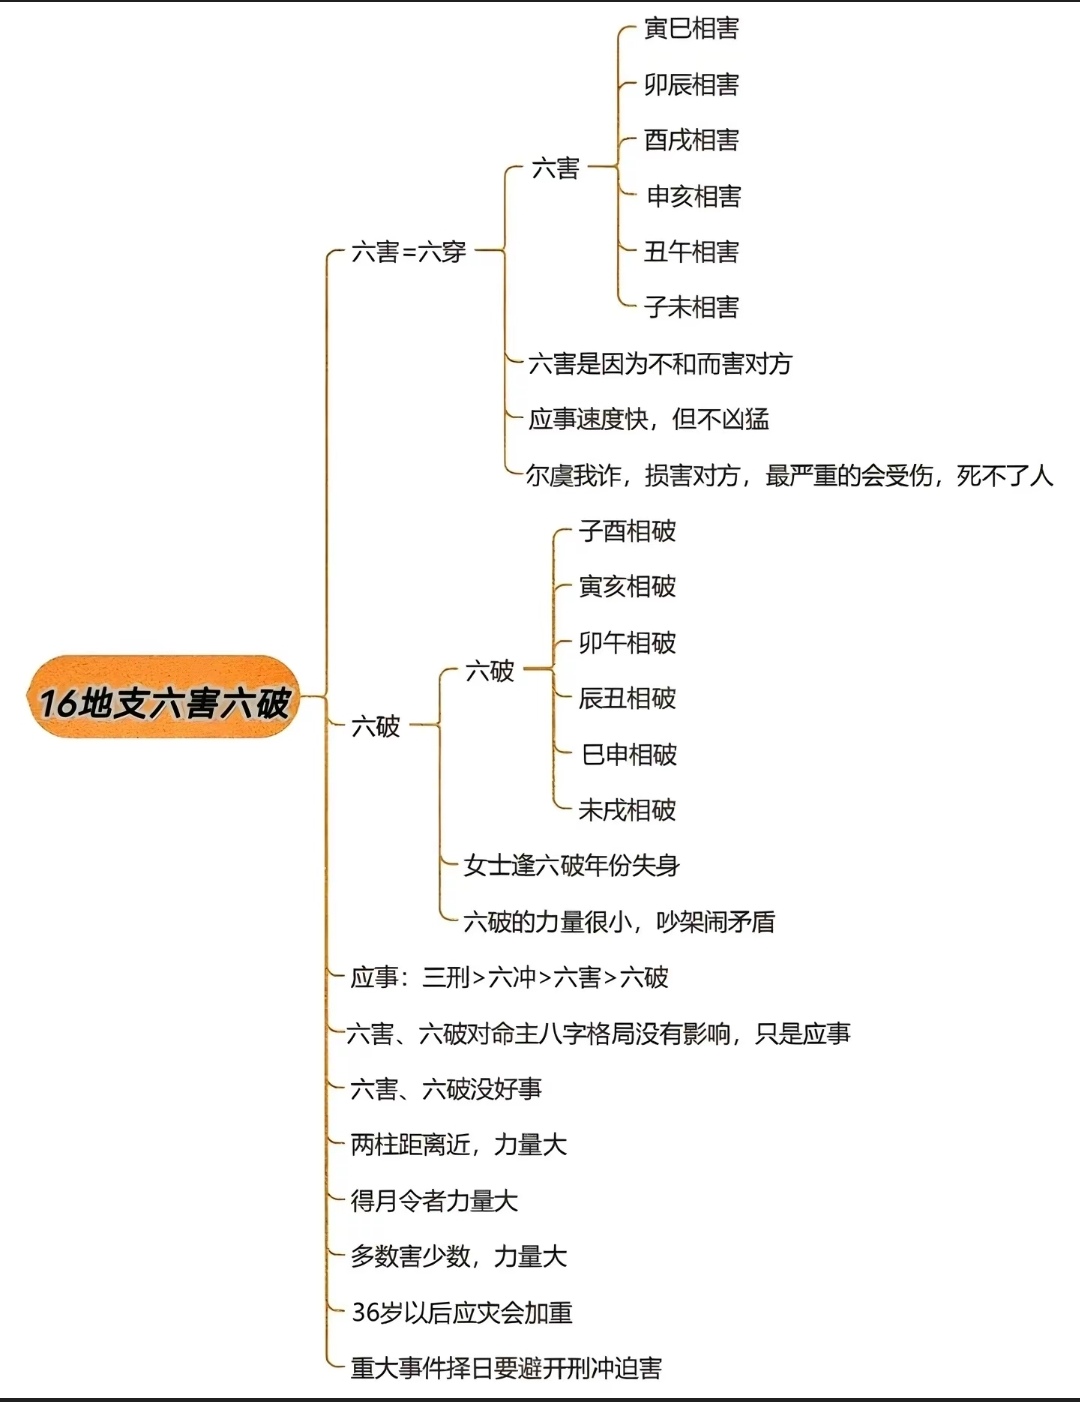 寅巳相害
卯辰相害
酉戌相害
六害
申亥相害
六害=六穿
丑午相害
子未相害
六害是因为不和而害对方
应事速度快，但不凶猛
尔虞我诈，损害对方，最严重的会受伤，死不了人
子酉相破
寅亥相破
卯午相破
六破
辰丑相破
16地支六害六破
六破
巳申相破
未戌相破
女士逢六破年份失身
六破的力量很小，吵架闹矛盾
应事：三刑>六冲>六害>六破
六害、六破对命主八字格局没有影响，只是应事
六害、六破没好事
两柱距离近，力量大
得月令者力量大
多数害少数，力量大
36岁以后应灾会加重
重大事件择日要避开刑冲迫害